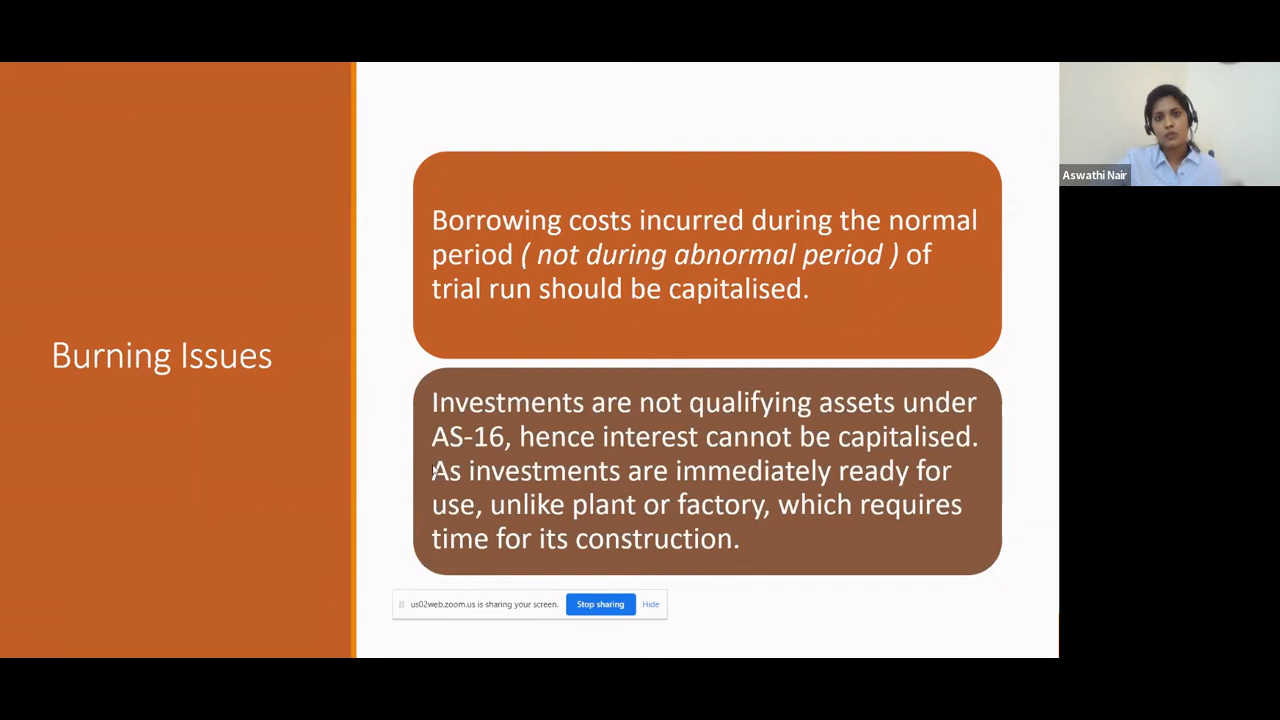 Burning Issues
Borrowing costs incurred during the normal
period ( not during abnormal period ) of
trial run should be capitalised.
Investments are not qualifying assets under
AS-16, hence interest cannot be capitalised.
As investments are immediately ready for
use, unlike plant or factory, which requires
time for its construction.
us02web.zoom.us is sharing your screen. Stop sharing Hide
Aswathi Nair